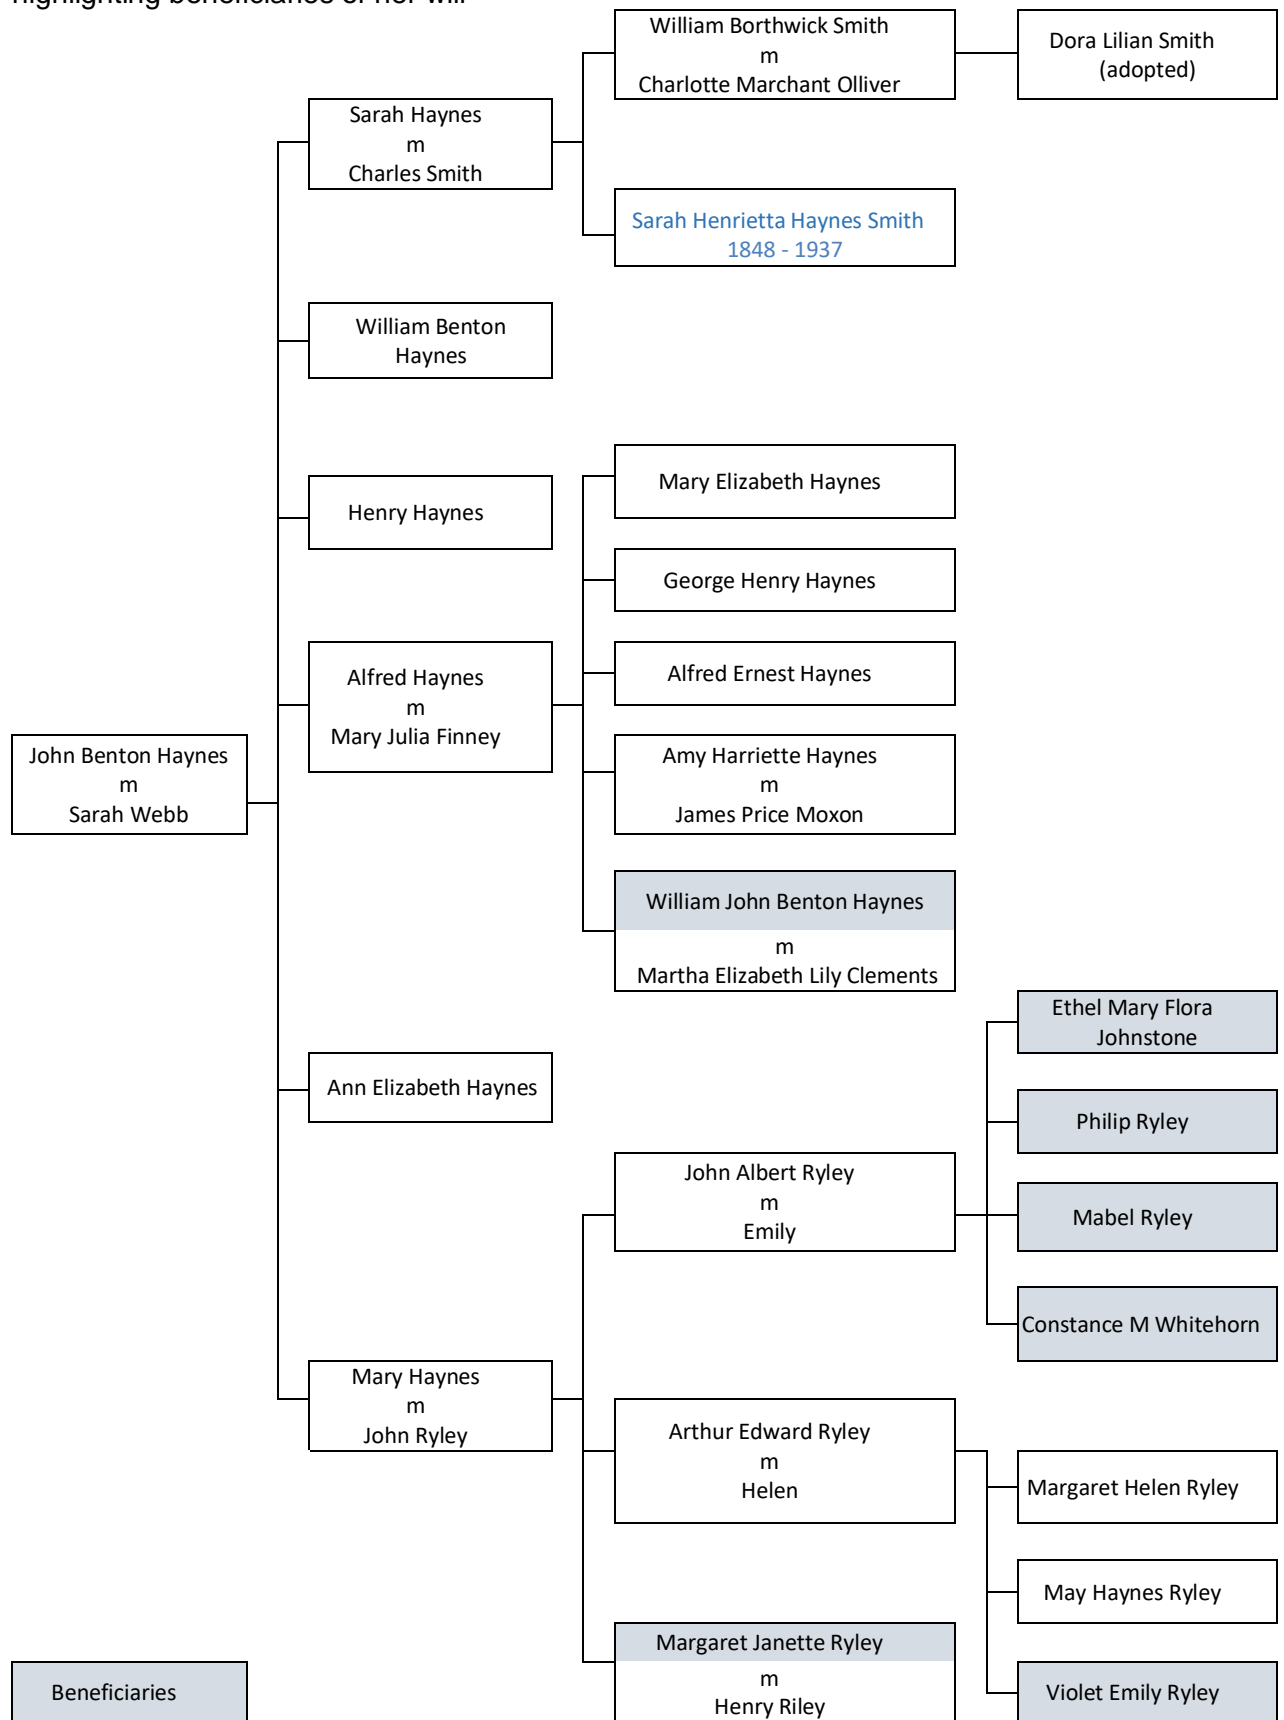 highlighting beneficiaries of her will
William Borthwick Smith
m
Charlotte Marchant Olliver
Dora Lilian Smith
(adopted)
Sarah Haynes
m
Charles Smith
Sarah Henrietta Haynes Smith
1848 - 1937
William Benton
Haynes
Henry Haynes
Mary Elizabeth Haynes
George Henry Haynes
Alfred Ernest Haynes
Alfred Haynes
m
Mary Julia Finney
John Benton Haynes
m
Sarah Webb
Amy Harriette Haynes
m
James Price Moxon
William John Benton Haynes
m
Martha Elizabeth Lily Clements
Ethel Mary Flora
Johnstone
Ann Elizabeth Haynes
Philip Ryley
John Albert Ryley
m
Emily
Mabel Ryley
Constance M Whitehorn
Mary Haynes
m
John Ryley
Arthur Edward Ryley
m
Helen
Margaret Helen Ryley
May Haynes Ryley
Margaret Janette Ryley
m
Henry Riley
Violet Emily Ryley
Beneficiaries